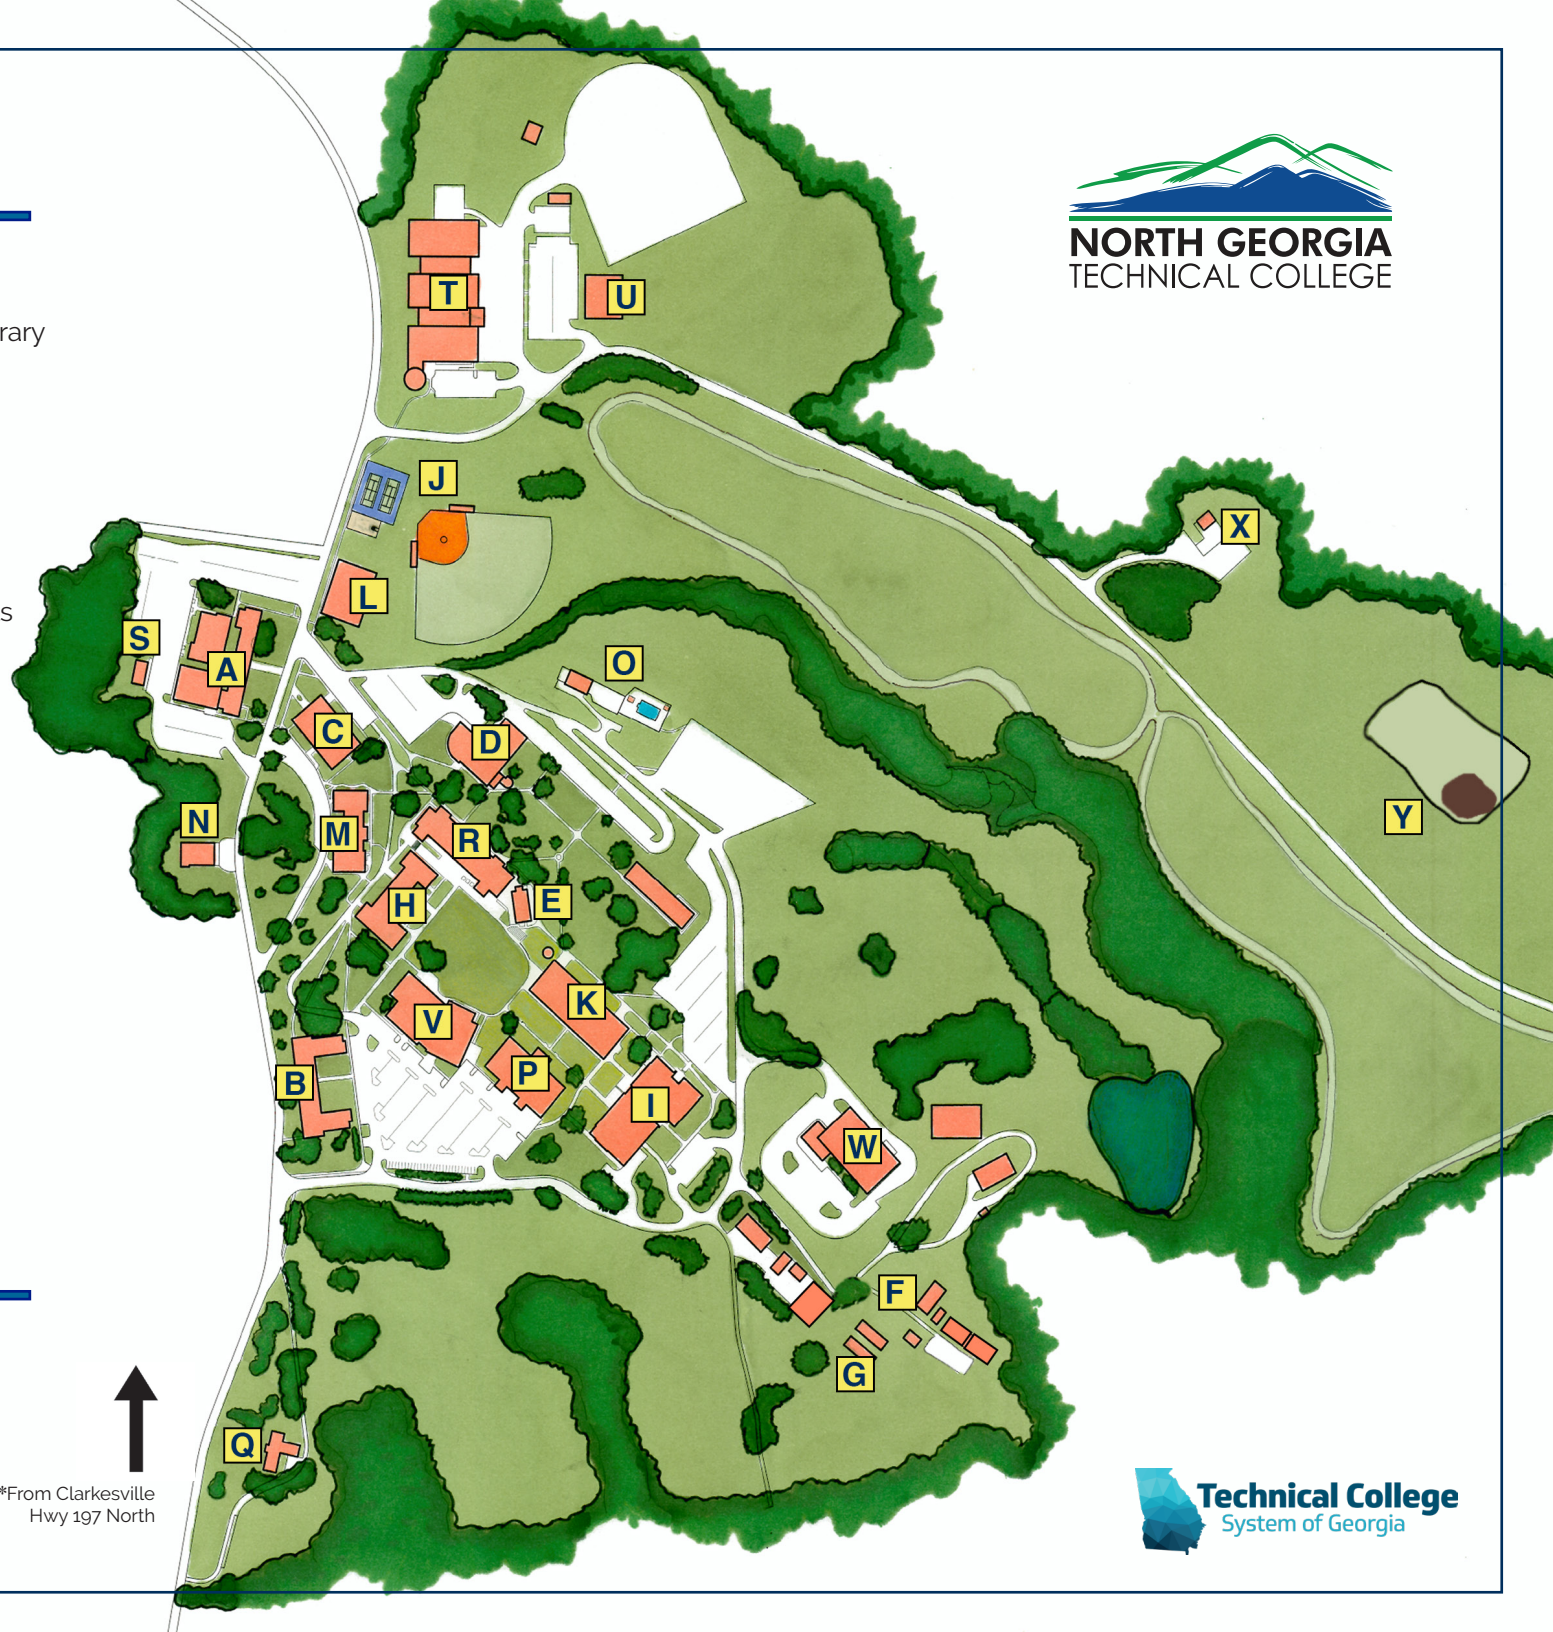 NORTH GEORGIA
TECHNICAL COLLEGE
T
U
rary
J
X
L
s
S
A
O
C
D
Y
N
M
R
H
E
K
V
P
B
I
W
F
G
Q
*From Clarkesville
Hwy 197 North
Technical College
System of Georgia